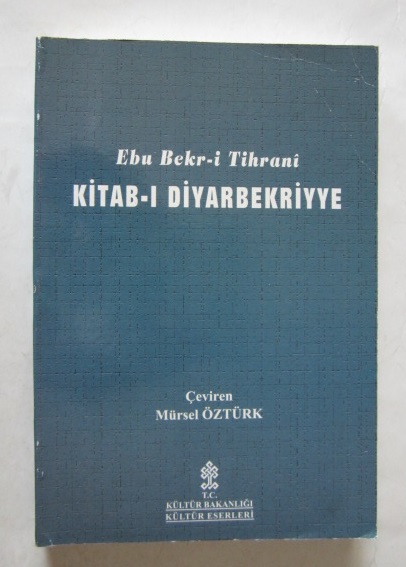 Ebu Bekr-i Tihranî
KİTAB-I DİYARBEKRİYYE
Çeviren
Mürsel ÖZTÜRK
T.C.
KÜLTÜR BAKANLIĞI
KÜLTÜR ESERLERİ